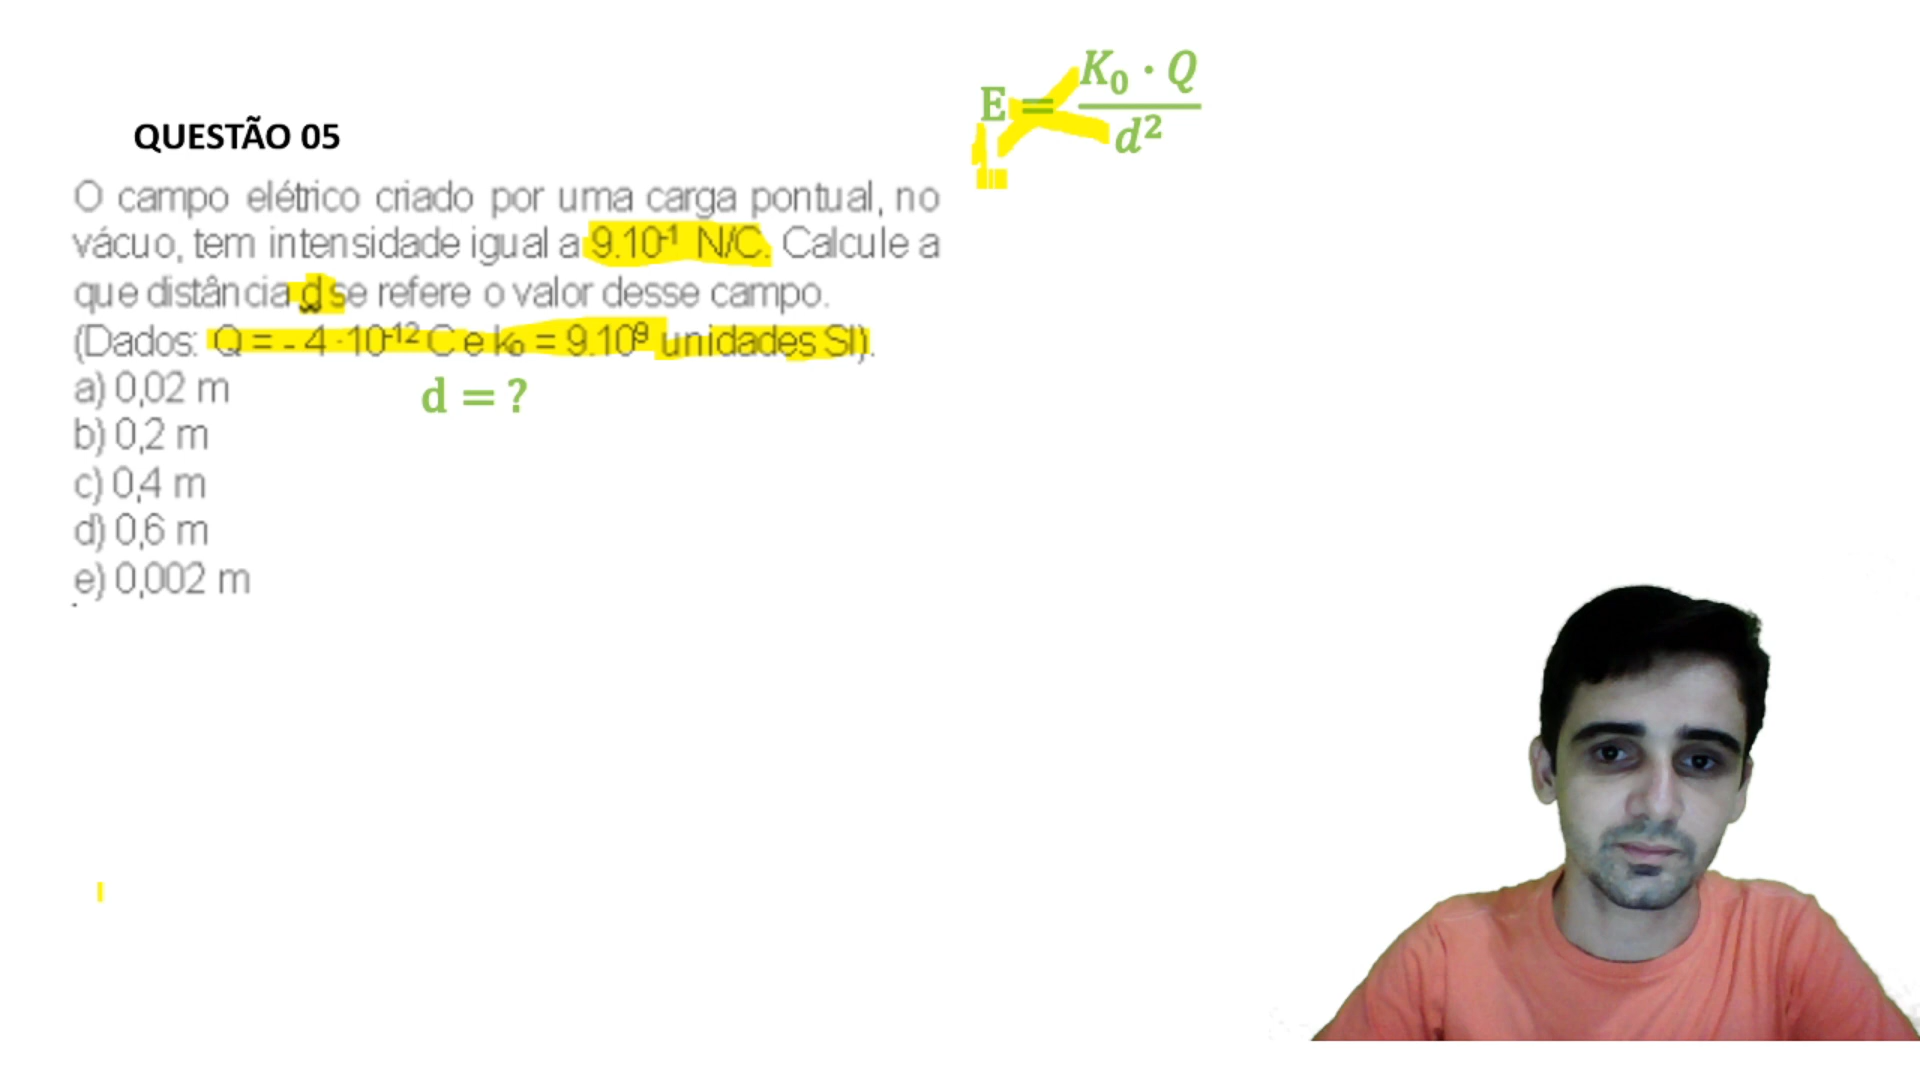 E = K₀ · Q / d²
QUESTÃO 05
O campo elétrico criado por uma carga pontual, no
vácuo, tem intensidade igual a 9.10⁻¹ N/C. Calcule a
que distância d se refere o valor desse campo.
(Dados: Q = - 4 · 10⁻¹² C e k₀ = 9.10⁹ unidades SI).
a) 0,02 m
d = ?
b) 0,2 m
c) 0,4 m
d) 0,6 m
e) 0,002 m